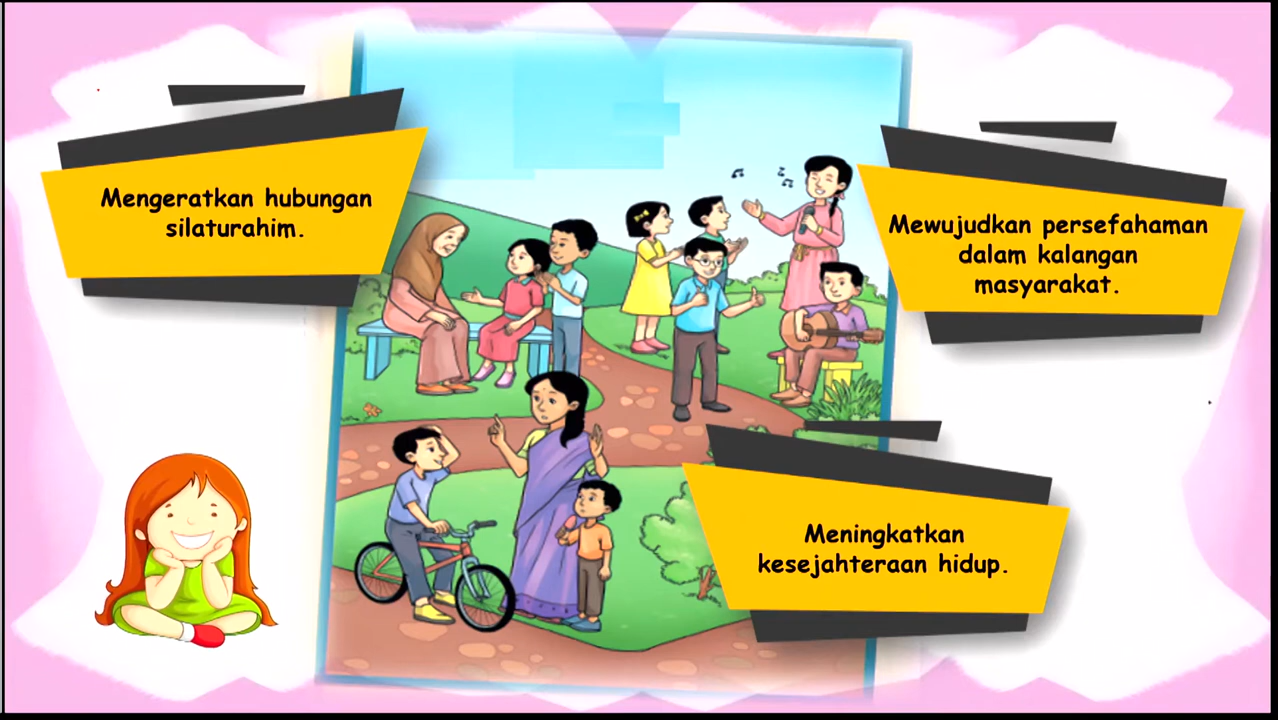 Mengeratkan hubungan
silaturahim.
Mewujudkan persefahaman
dalam kalangan
masyarakat.
Meningkatkan
kesejahteraan hidup.